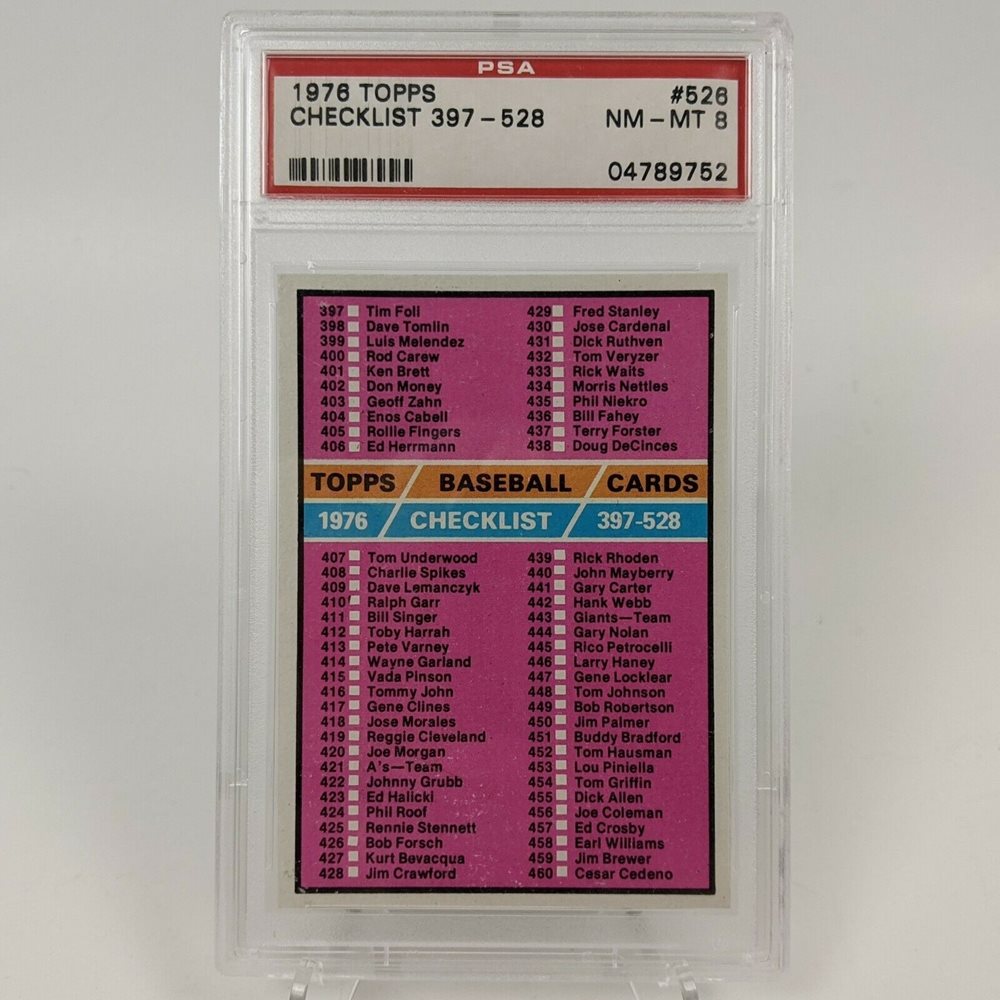 PSA
1976 TOPPS #526
CHECKLIST 397-528 NM-MT 8
04789752
397 Tim Foli
398 Dave Tomlin
399 Luis Melendez
400 Rod Carew
401 Ken Brett
402 Don Money
403 Geoff Zahn
404 Enos Cabell
405 Rollie Fingers
406 Ed Herrmann
429 Fred Stanley
430 Jose Cardenal
431 Dick Ruthven
432 Tom Veryzer
433 Rick Waits
434 Morris Nettles
435 Phil Niekro
436 Bill Fahey
437 Terry Forster
438 Doug DeCinces
TOPPS BASEBALL CARDS
1976 CHECKLIST 397-528
407 Tom Underwood
408 Charlie Spikes
409 Dave Lemanczyk
410 Ralph Garr
411 Bill Singer
412 Toby Harrah
413 Pete Varney
414 Wayne Garland
415 Vada Pinson
416 Tommy John
417 Gene Clines
418 Jose Morales
419 Reggie Cleveland
420 Joe Morgan
421 A's—Team
422 Johnny Grubb
423 Ed Halicki
424 Phil Roof
425 Rennie Stennett
426 Bob Forsch
427 Kurt Bevacqua
428 Jim Crawford
439 Rick Rhoden
440 John Mayberry
441 Gary Carter
442 Hank Webb
443 Giants—Team
444 Gary Nolan
445 Rico Petrocelli
446 Larry Haney
447 Gene Locklear
448 Tom Johnson
449 Bob Robertson
450 Jim Palmer
451 Buddy Bradford
452 Tom Hausman
453 Lou Piniella
454 Tom Griffin
455 Dick Allen
456 Joe Coleman
457 Ed Crosby
458 Earl Williams
459 Jim Brewer
460 Cesar Cedeno